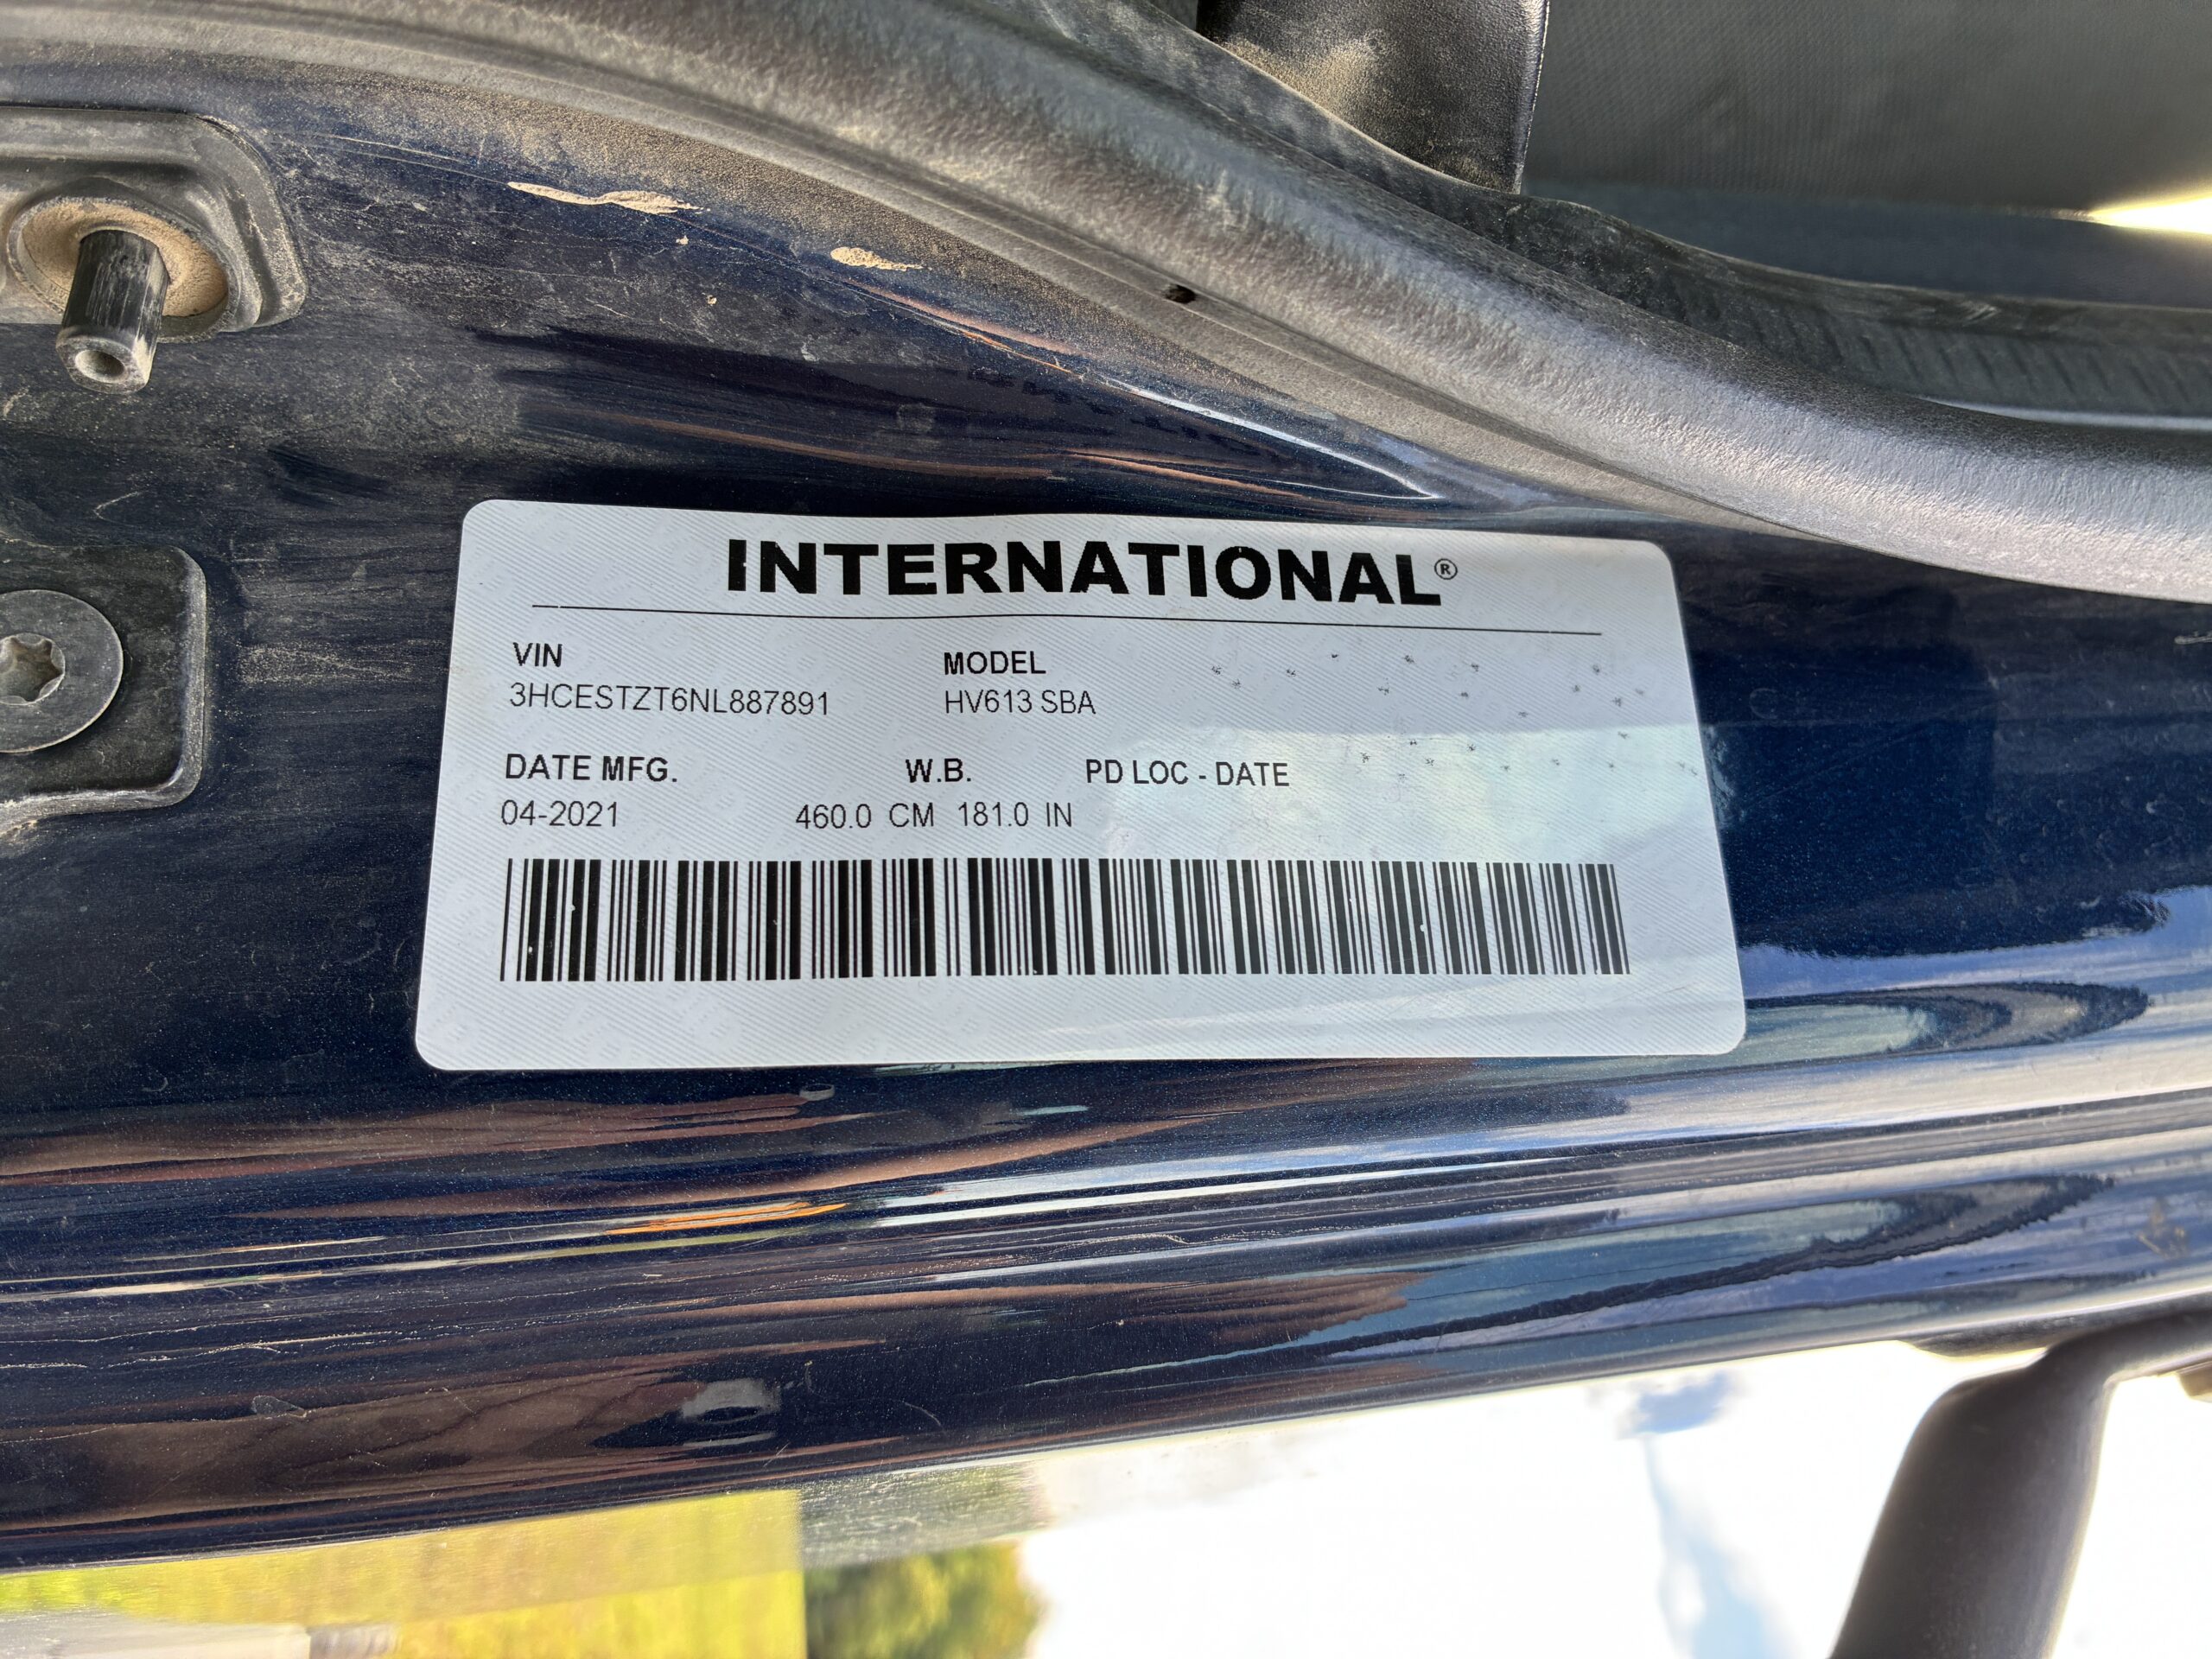 INTERNATIONAL®
VIN MODEL
3HCESTZT6NL887891 HV613 SBA
DATE MFG. W.B. PD LOC - DATE
04-2021 460.0 CM 181.0 IN